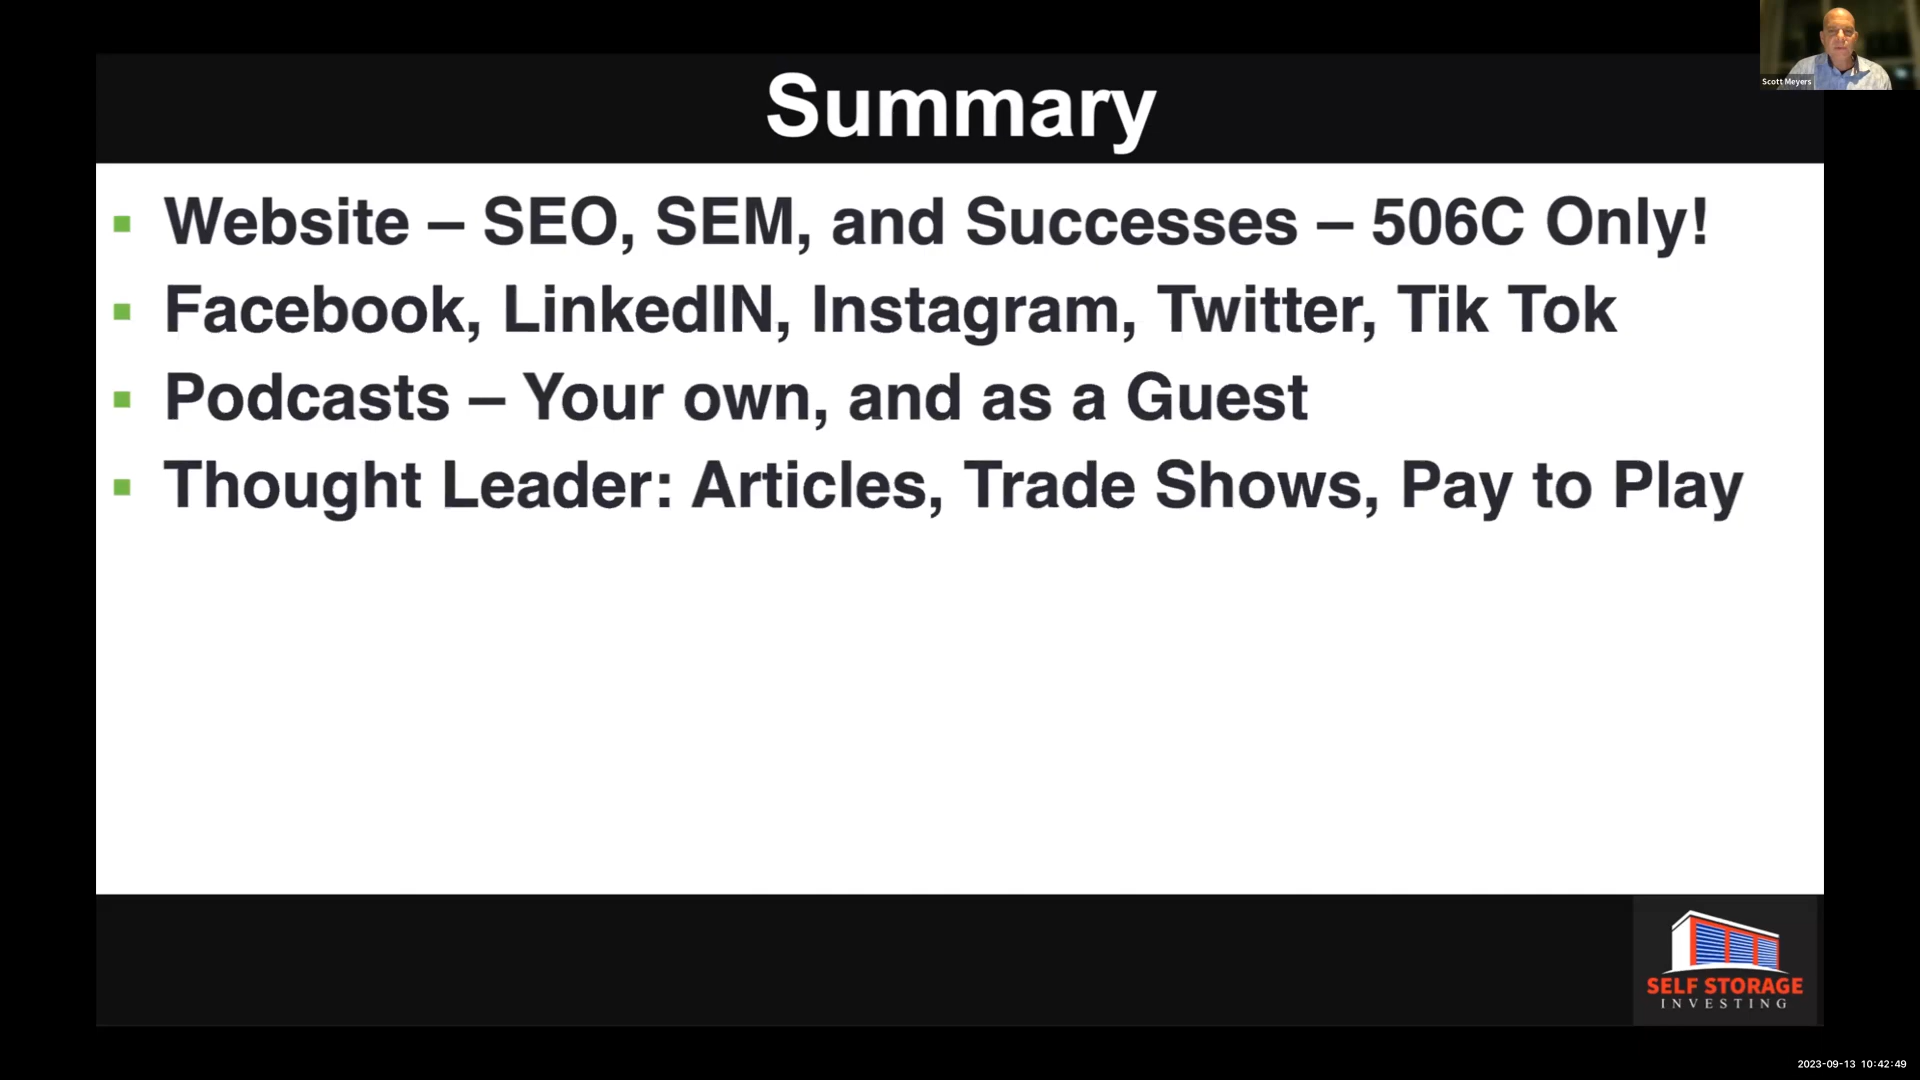 Scott Meyers
Summary
Website – SEO, SEM, and Successes – 506C Only!
Facebook, LinkedIN, Instagram, Twitter, Tik Tok
Podcasts – Your own, and as a Guest
Thought Leader: Articles, Trade Shows, Pay to Play
SELF STORAGE
INVESTING
2023-09-13 10:42:49